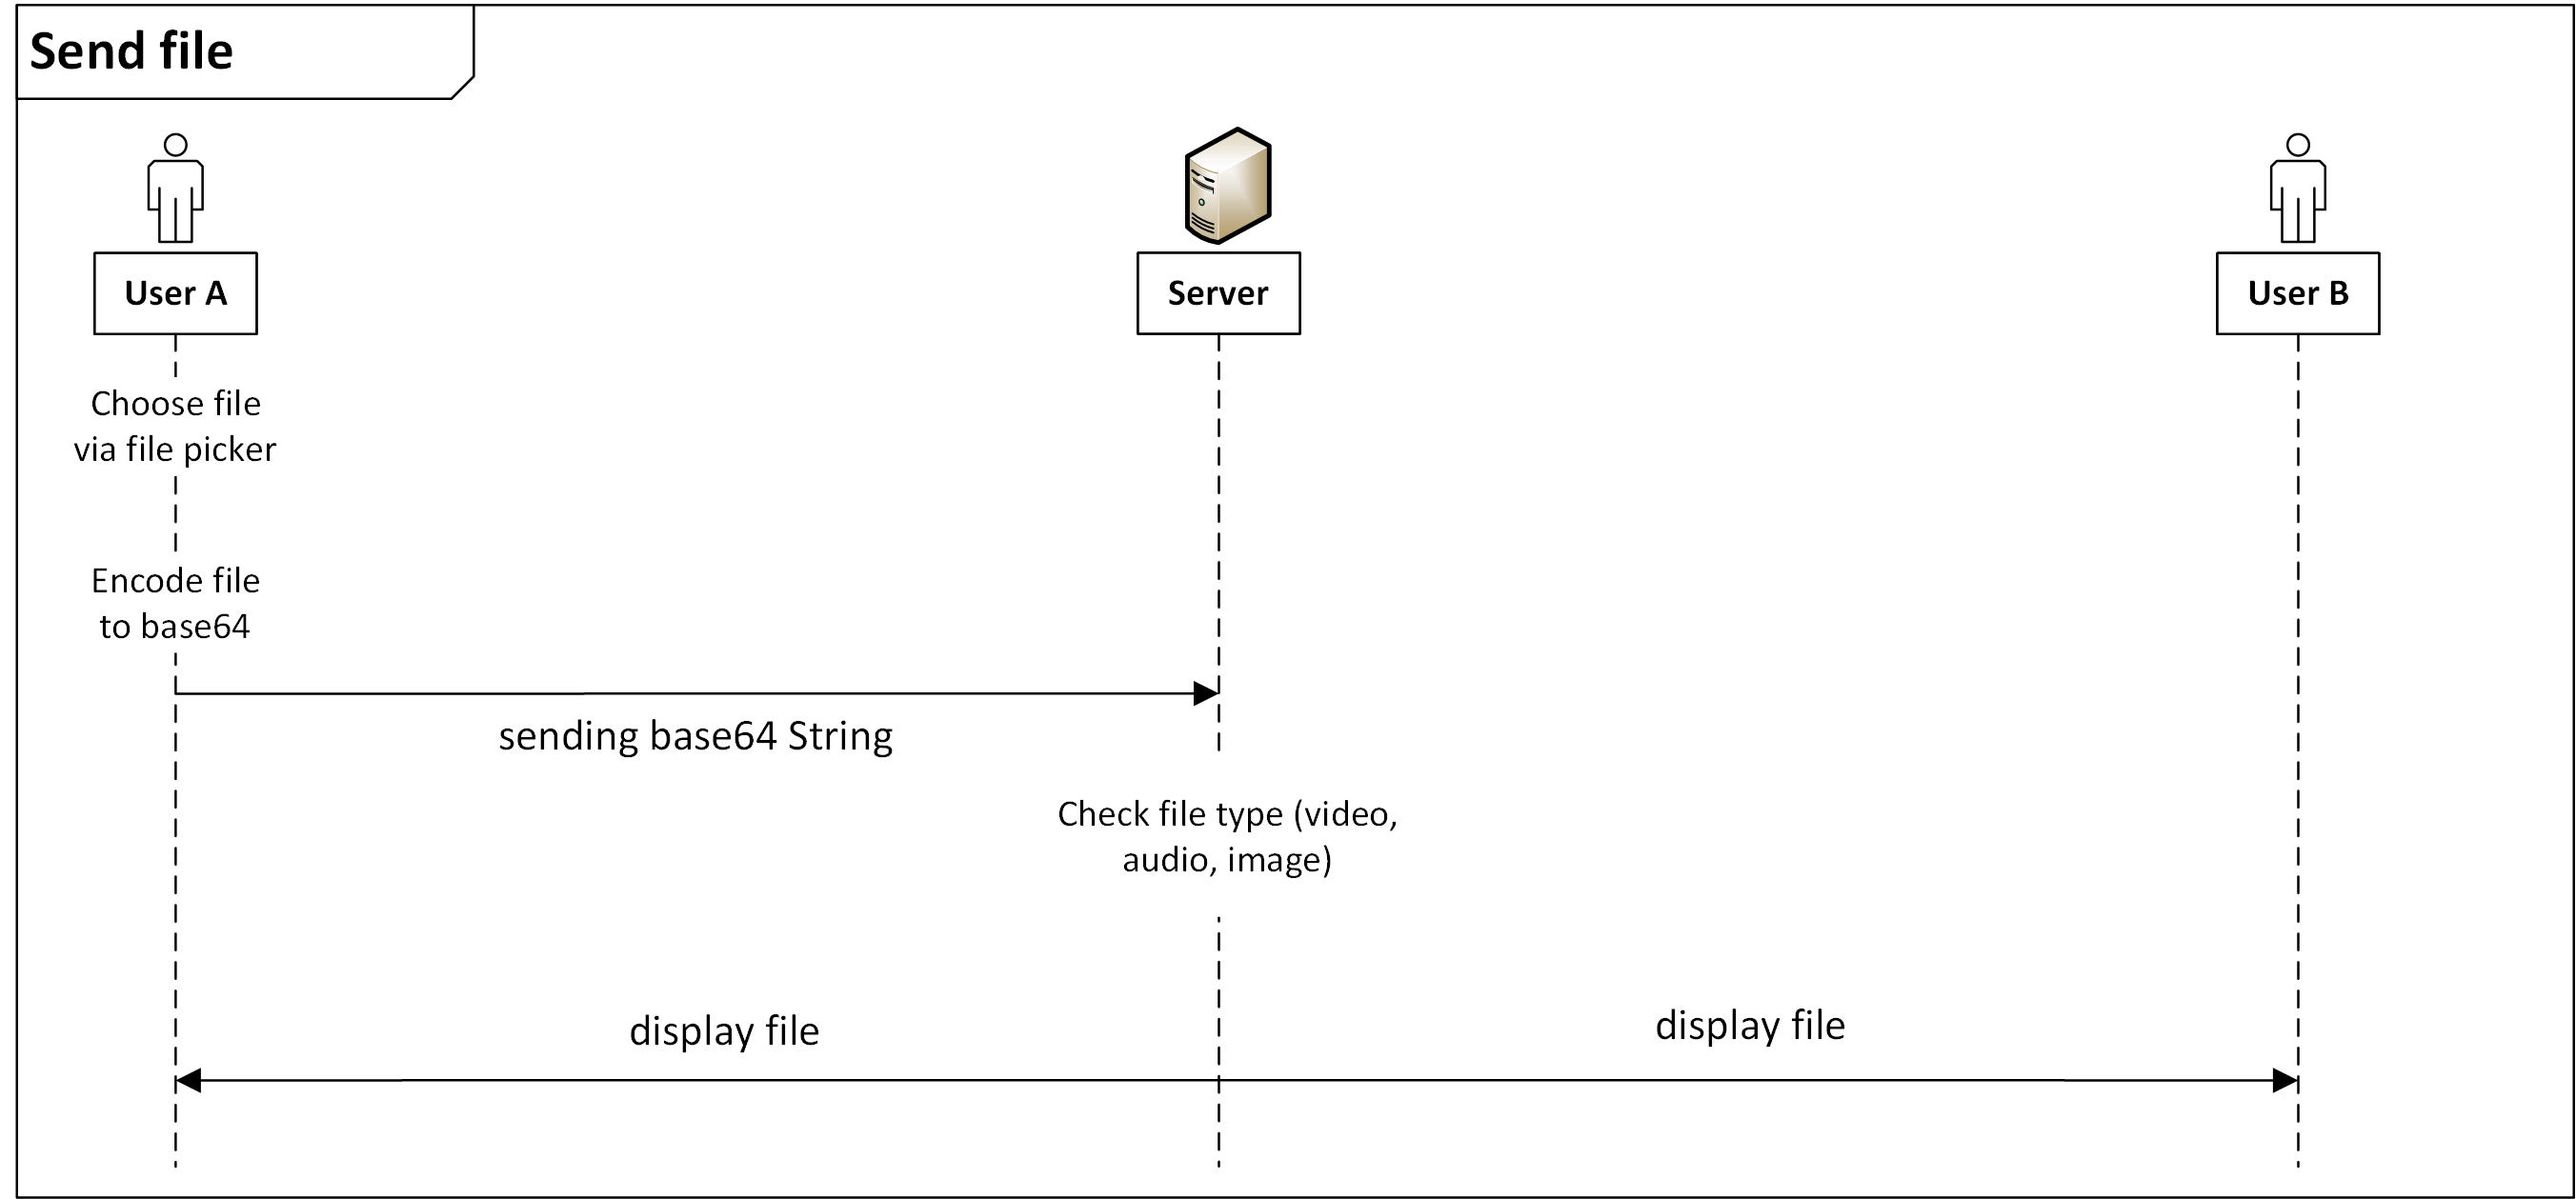 Send file
User A
Server
User B
Choose file
via file picker
Encode file
to base64
sending base64 String
Check file type (video,
audio, image)
display file
display file